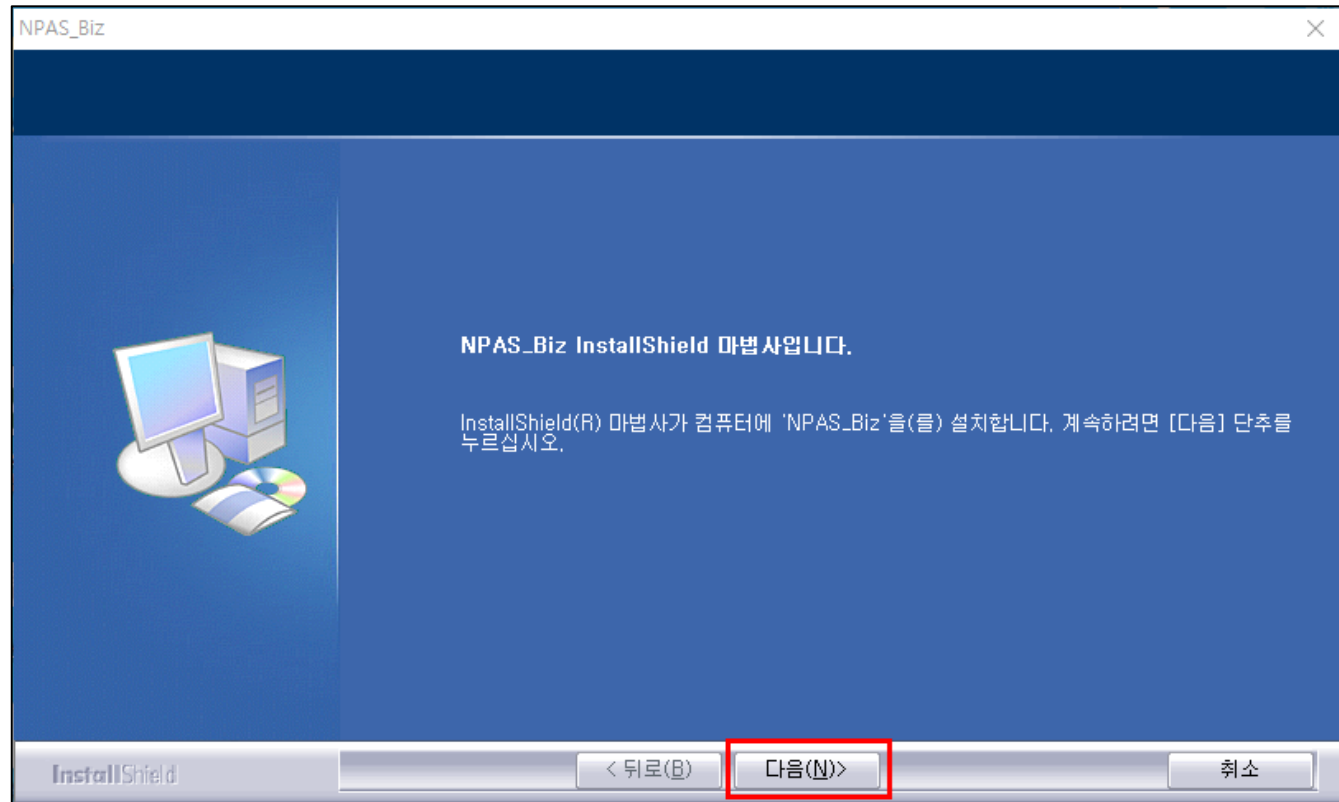 NPAS_Biz
NPAS_Biz InstallShield 마법사입니다.
InstallShield(R) 마법사가 컴퓨터에 'NPAS_Biz'을(를) 설치합니다. 계속하려면 [다음] 단추를
누르십시오.
InstallShield
< 뒤로(B)
다음(N)>
취소